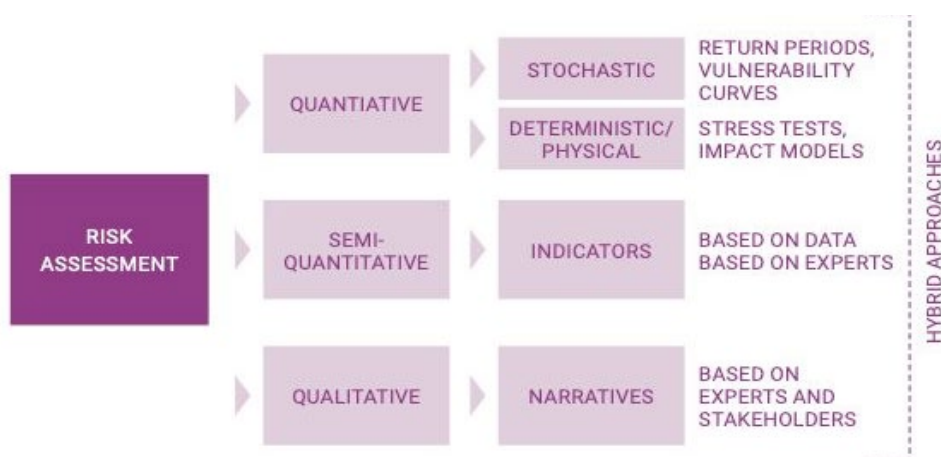 RISK
ASSESSMENT
QUANTIATIVE
STOCHASTIC
RETURN PERIODS,
VULNERABILITY
CURVES
DETERMINISTIC/
PHYSICAL
STRESS TESTS,
IMPACT MODELS
SEMI-
QUANTITATIVE
INDICATORS
BASED ON DATA
BASED ON EXPERTS
QUALITATIVE
NARRATIVES
BASED ON
EXPERTS AND
STAKEHOLDERS
HYBRID APPROACHES